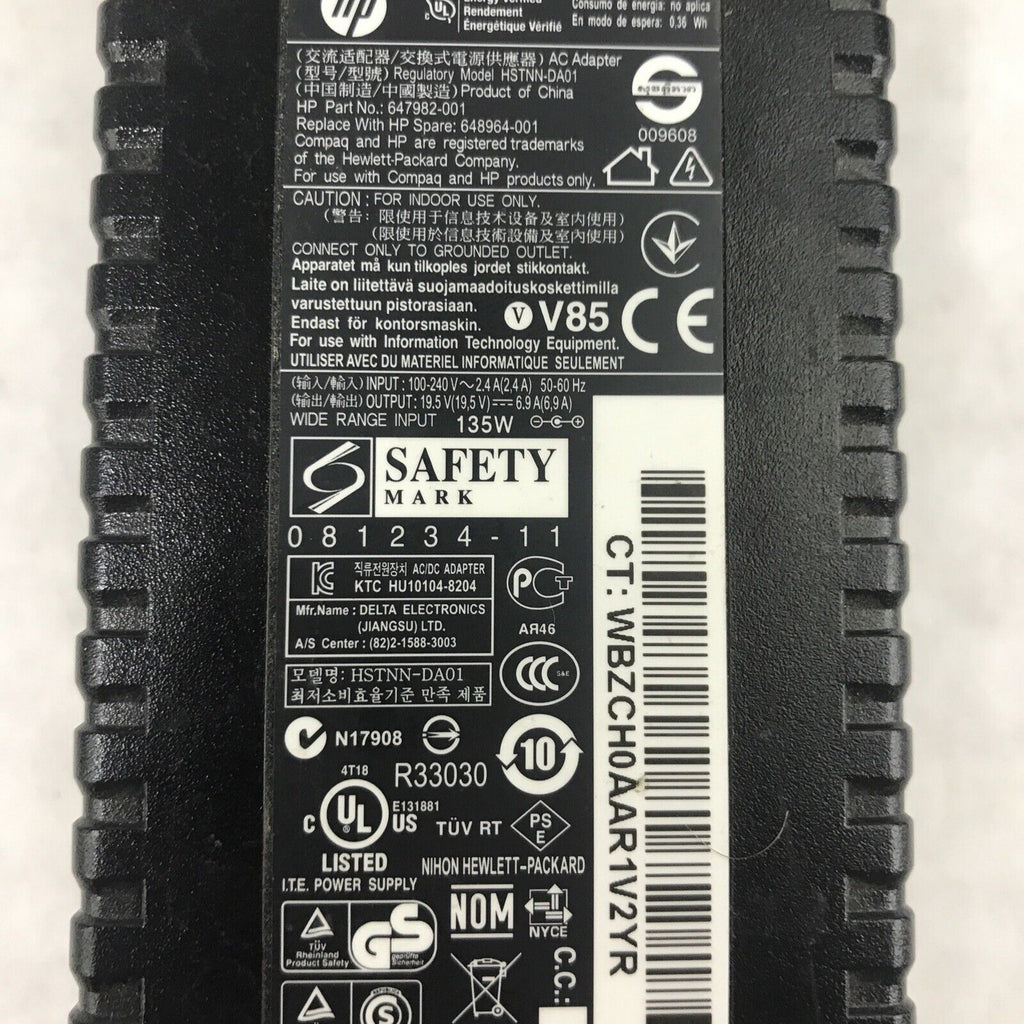 hp
Energy Verified
Rendement
Énergétique Vérifié
Consumo de energía: no aplica
En modo de espera: 0,36 Wh
(交流适配器/交換式電源供應器) AC Adapter
(型号/型號) Regulatory Model HSTNN-DA01
(中国制造/中國製造) Product of China
HP Part No.: 647982-001
Replace With HP Spare: 648964-001
Compaq and HP are registered trademarks
of the Hewlett-Packard Company.
For use with Compaq and HP products only.
009608
CAUTION : FOR INDOOR USE ONLY.
(警告: 限使用于信息技术设备及室内使用)
(限使用於信息技術設備及室內使用)
CONNECT ONLY TO GROUNDED OUTLET.
Apparatet må kun tilkoples jordet stikkontakt.
Laite on liitettävä suojamaadoituskoskettimilla
varustettuun pistorasiaan.
Endast för kontorsmaskin.
For use with Information Technology Equipment.
UTILISER AVEC DU MATERIEL INFORMATIQUE SEULEMENT
V V85 CE
(输入/輸入) INPUT : 100-240 V～2.4 A(2,4 A) 50-60 Hz
(输出/輸出) OUTPUT : 19.5 V(19,5 V)⎓6.9 A(6,9 A)
WIDE RANGE INPUT 135W
SAFETY
MARK
081234-11
직류전원장치 AC/DC ADAPTER
KTC HU10104-8204
Mfr.Name : DELTA ELECTRONICS
(JIANGSU) LTD.
A/S Center : (82)2-1588-3003
PCT
АЯ46
모델명: HSTNN-DA01
최저소비효율기준 만족 제품
CCC S&E
N17908
R33030
10
4T18
c UL US
E131881
LISTED
I.T.E. POWER SUPPLY
TÜV RT
PS
E
NIHON HEWLETT-PACKARD
TÜV
Rheinland
Product Safety
GS
geprüfte
Sicherheit
NOM
NYCE
C.C.:
S
CT: WBZCH0AAR1V2YR